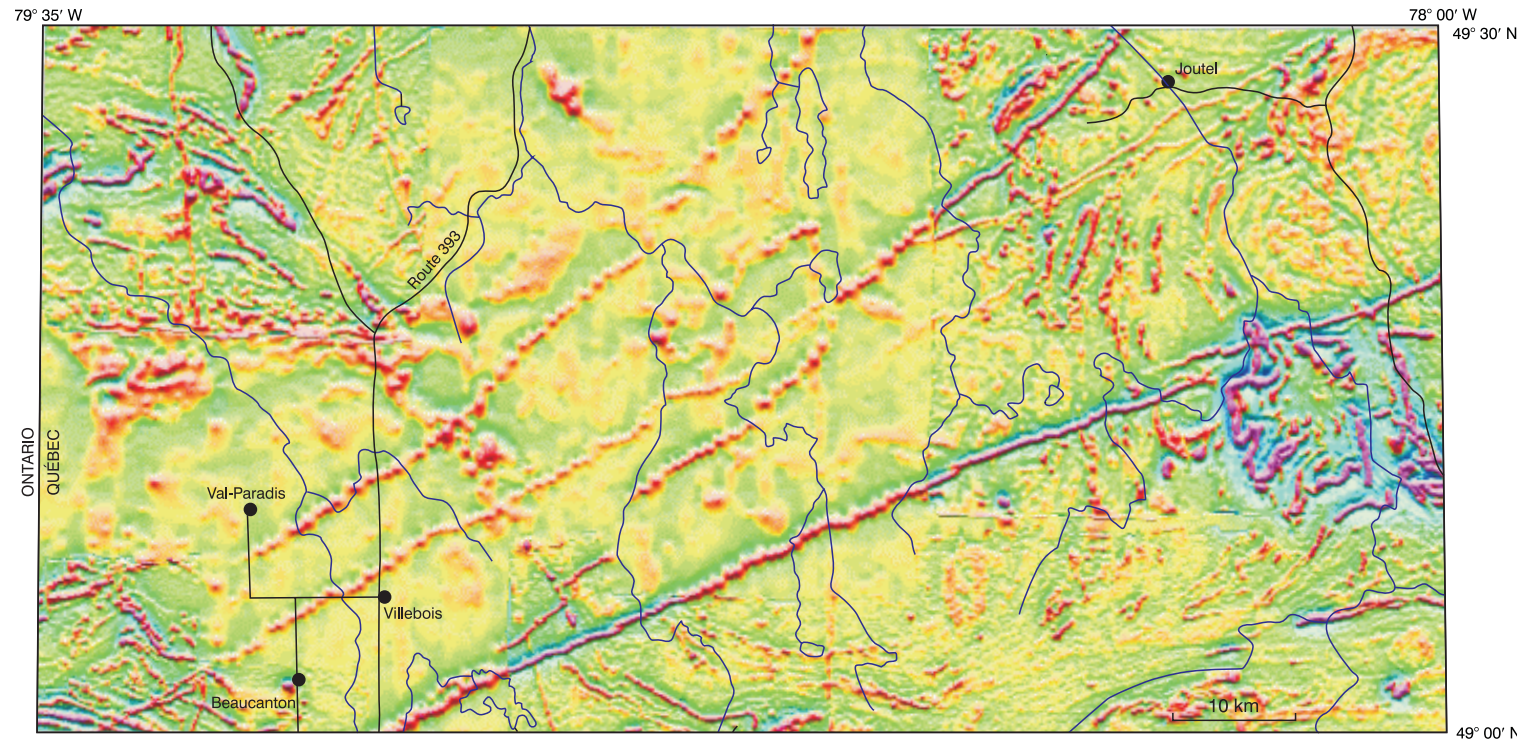 79° 35' W
78° 00' W
49° 30' N
Joutel
Route 393
ONTARIO
QUÉBEC
Val-Paradis
Villebois
Beaucanton
10 km
49° 00' N